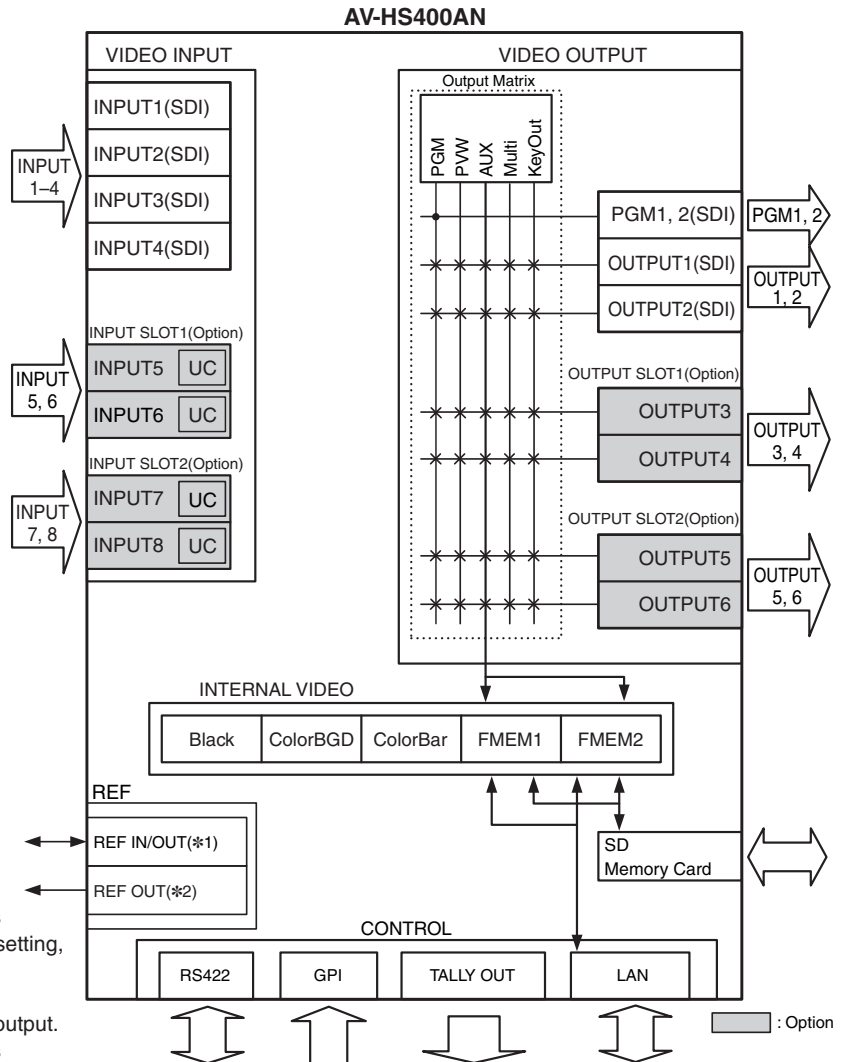 AV-HS400AN
VIDEO INPUT
INPUT1(SDI)
INPUT2(SDI)
INPUT3(SDI)
INPUT4(SDI)
INPUT
1–4
INPUT SLOT1(Option)
INPUT5 UC
INPUT6 UC
INPUT
5, 6
INPUT SLOT2(Option)
INPUT7 UC
INPUT8 UC
INPUT
7, 8
VIDEO OUTPUT
Output Matrix
PGM
PVW
AUX
Multi
KeyOut
PGM1, 2(SDI)
PGM1, 2
OUTPUT1(SDI)
OUTPUT2(SDI)
OUTPUT
1, 2
OUTPUT SLOT1(Option)
OUTPUT3
OUTPUT4
OUTPUT
3, 4
OUTPUT SLOT2(Option)
OUTPUT5
OUTPUT6
OUTPUT
5, 6
INTERNAL VIDEO
Black ColorBGD ColorBar FMEM1 FMEM2
REF
REF IN/OUT(✻1)
REF OUT(✻2)
SD
Memory Card
setting,
output.
CONTROL
RS422 GPI TALLY OUT LAN
: Option